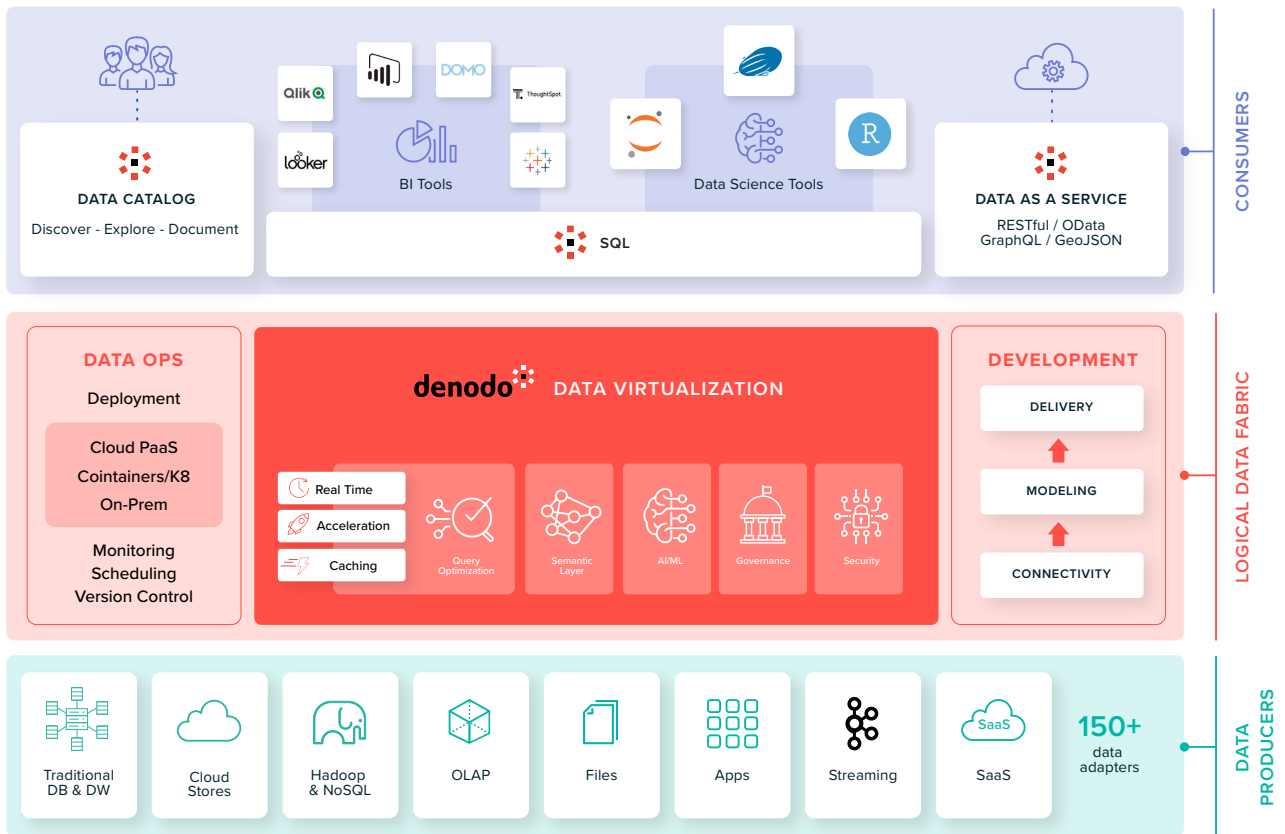 Qlik
DOMO
ThoughtSpot.
looker
BI Tools
R
Data Science Tools
DATA CATALOG
Discover - Explore - Document
SQL
DATA AS A SERVICE
RESTful / OData
GraphQL / GeoJSON
CONSUMERS
DATA OPS
Deployment
Cloud PaaS
Cointainers/K8
On-Prem
Monitoring
Scheduling
Version Control
denodo DATA VIRTUALIZATION
Real Time
Acceleration
Caching
Query
Optimization
Semantic
Layer
AI/ML
Governance
Security
DEVELOPMENT
DELIVERY
MODELING
CONNECTIVITY
LOGICAL DATA FABRIC
Traditional
DB & DW
Cloud
Stores
Hadoop
& NoSQL
OLAP
Files
Apps
Streaming
SaaS
SaaS
150+
data
adapters
DATA
PRODUCERS